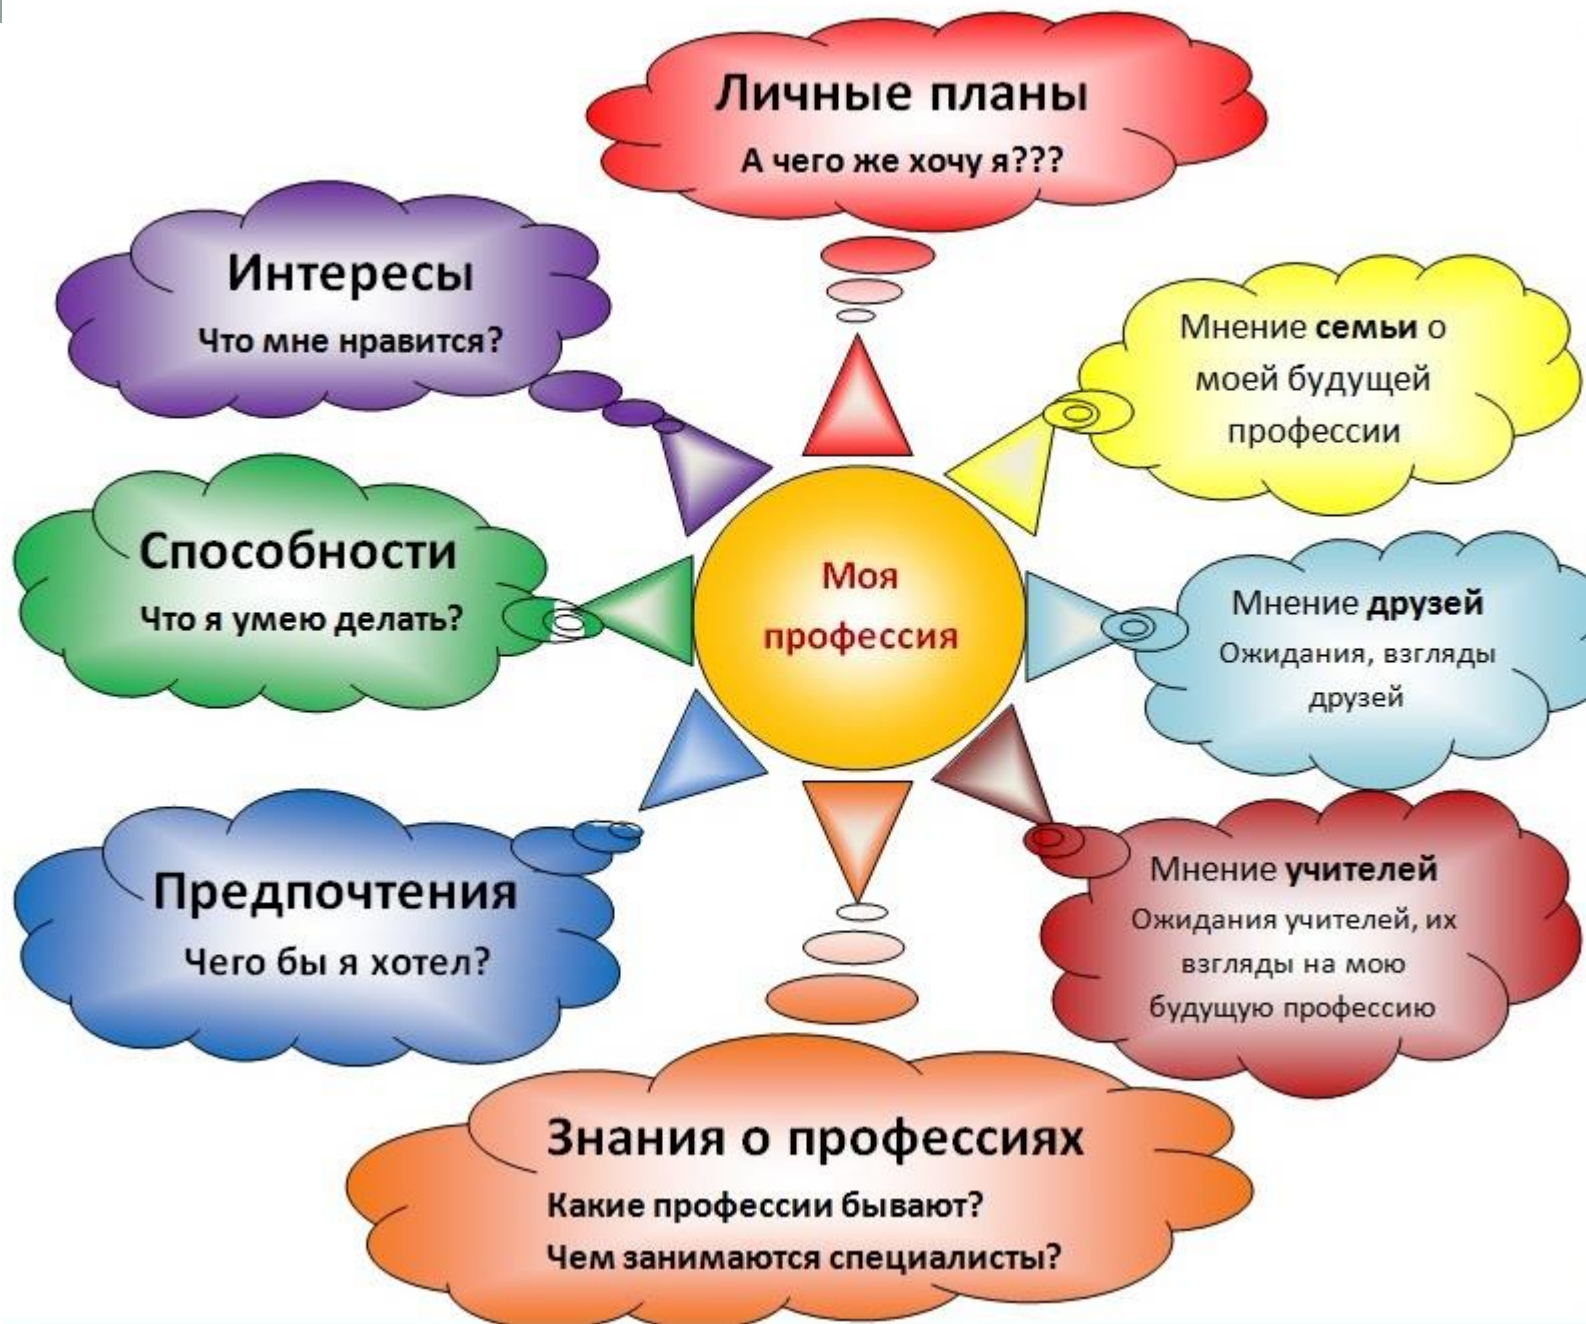 Личные планы
А чего же хочу я???
Интересы
Что мне нравится?
Мнение семьи о
моей будущей
профессии
Способности
Что я умею делать?
Моя
профессия
Мнение друзей
Ожидания, взгляды
друзей
Предпочтения
Чего бы я хотел?
Мнение учителей
Ожидания учителей, их
взгляды на мою
будущую профессию
Знания о профессиях
Какие профессии бывают?
Чем занимаются специалисты?